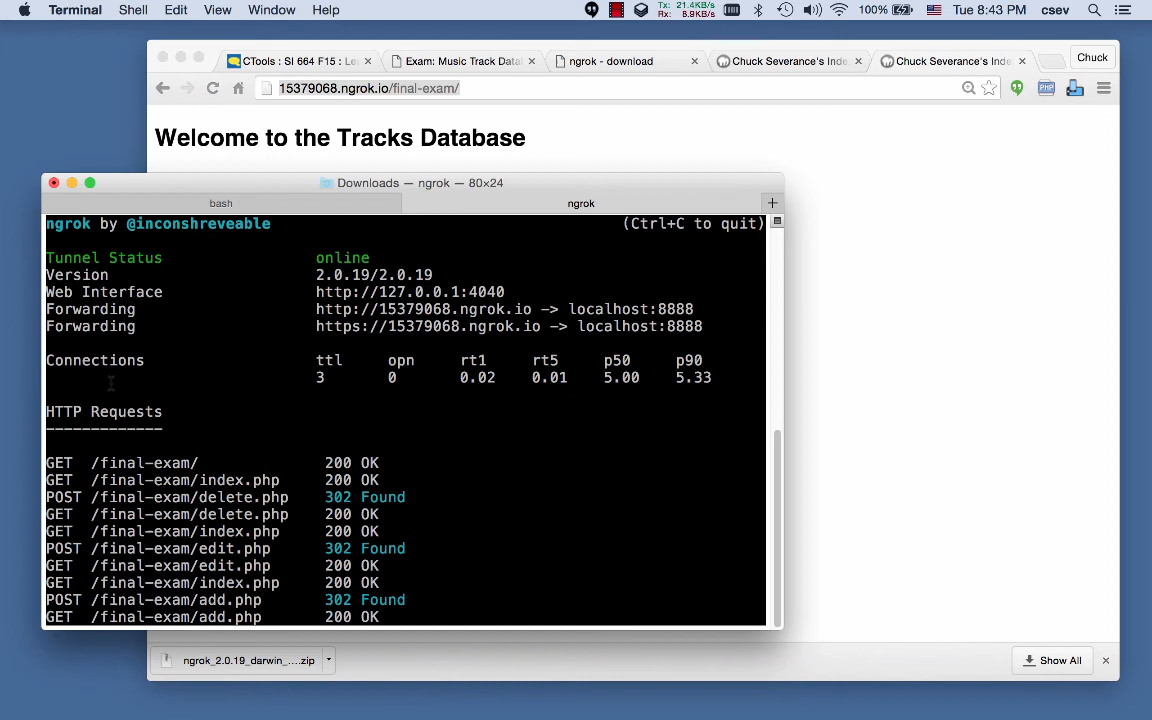 Terminal Shell Edit View Window Help Tx: 21.4KB/s Rx: 8.9KB/s 100% Tue 8:43 PM csev
CTools : SI 664 F15 : Le Exam: Music Track Data ngrok - download Chuck Severance's Inde Chuck Severance's Inde Chuck
15379068.ngrok.io/final-exam/ PHP
Welcome to the Tracks Database
Downloads — ngrok — 80×24
bash ngrok +
ngrok by @inconshreveable (Ctrl+C to quit)
Tunnel Status online
Version 2.0.19/2.0.19
Web Interface http://127.0.0.1:4040
Forwarding http://15379068.ngrok.io -> localhost:8888
Forwarding https://15379068.ngrok.io -> localhost:8888
Connections ttl opn rt1 rt5 p50 p90
3 0 0.02 0.01 5.00 5.33
HTTP Requests
-------------
GET /final-exam/ 200 OK
GET /final-exam/index.php 200 OK
POST /final-exam/delete.php 302 Found
GET /final-exam/delete.php 200 OK
GET /final-exam/index.php 200 OK
POST /final-exam/edit.php 302 Found
GET /final-exam/edit.php 200 OK
GET /final-exam/index.php 200 OK
POST /final-exam/add.php 302 Found
GET /final-exam/add.php 200 OK
ngrok_2.0.19_darwin_....zip Show All